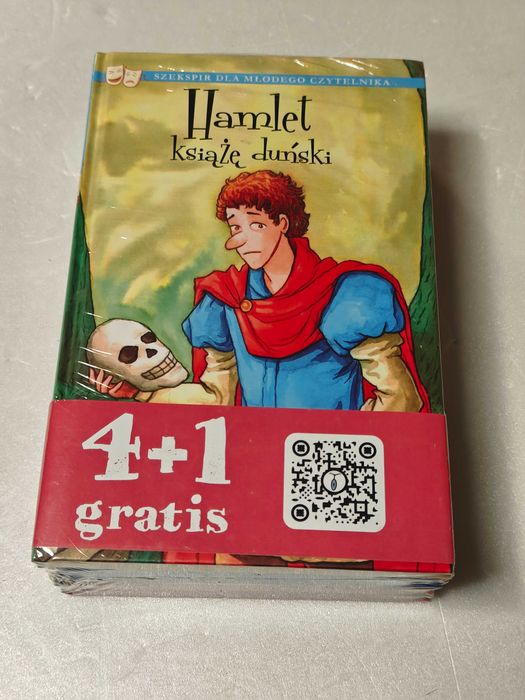 SZEKSPIR DLA MŁODEGO CZYTELNIKA
Hamlet
książę duński
4+1
gratis